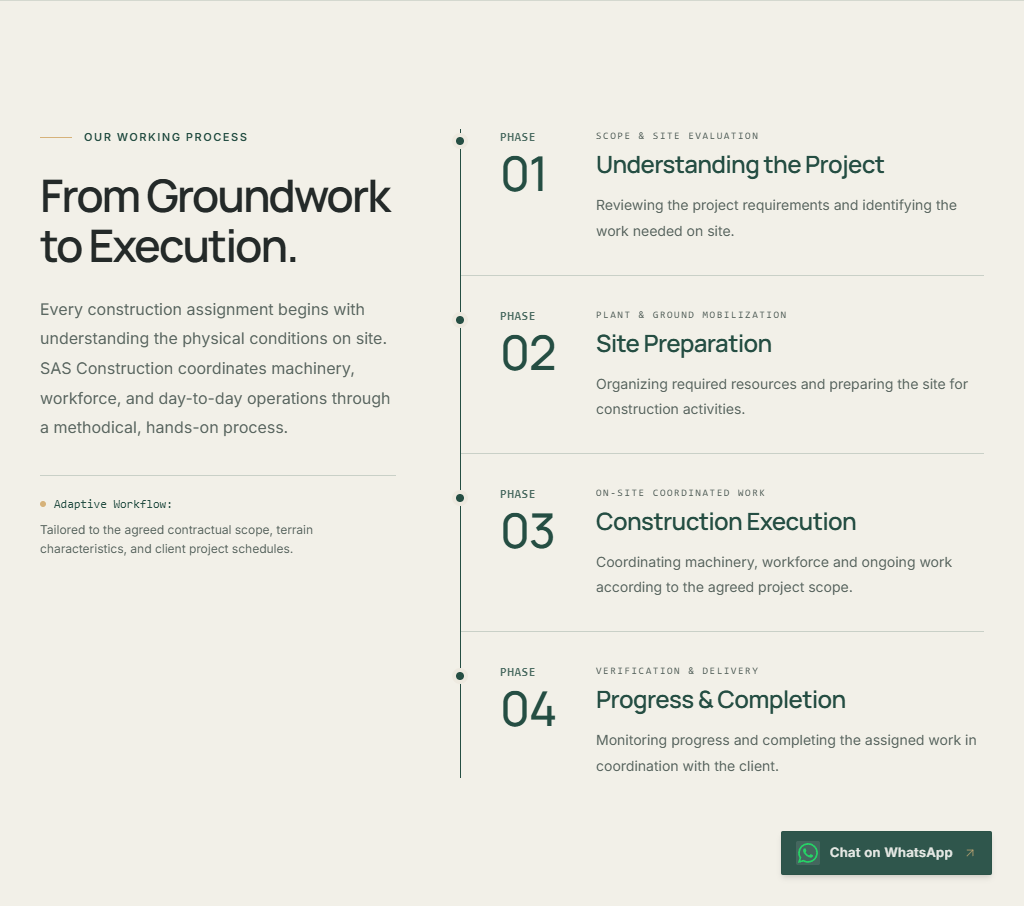 OUR WORKING PROCESS
From Groundwork
to Execution.
Every construction assignment begins with
understanding the physical conditions on site.
SAS Construction coordinates machinery,
workforce, and day-to-day operations through
a methodical, hands-on process.
Adaptive Workflow:
Tailored to the agreed contractual scope, terrain
characteristics, and client project schedules.
PHASE
01
SCOPE & SITE EVALUATION
Understanding the Project
Reviewing the project requirements and identifying the
work needed on site.
PHASE
02
PLANT & GROUND MOBILIZATION
Site Preparation
Organizing required resources and preparing the site for
construction activities.
PHASE
03
ON-SITE COORDINATED WORK
Construction Execution
Coordinating machinery, workforce and ongoing work
according to the agreed project scope.
PHASE
04
VERIFICATION & DELIVERY
Progress & Completion
Monitoring progress and completing the assigned work in
coordination with the client.
Chat on WhatsApp